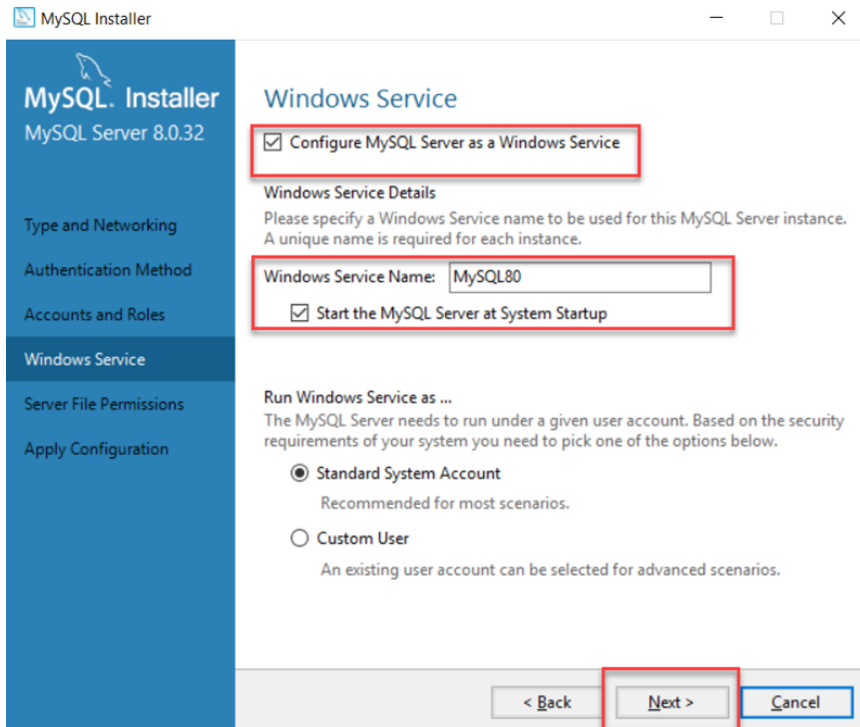 MySQL Installer
MySQL. Installer
MySQL Server 8.0.32
Type and Networking
Authentication Method
Accounts and Roles
Windows Service
Server File Permissions
Apply Configuration
Windows Service
Configure MySQL Server as a Windows Service
Windows Service Details
Please specify a Windows Service name to be used for this MySQL Server instance.
A unique name is required for each instance.
Windows Service Name: MySQL80
Start the MySQL Server at System Startup
Run Windows Service as ...
The MySQL Server needs to run under a given user account. Based on the security
requirements of your system you need to pick one of the options below.
Standard System Account
Recommended for most scenarios.
Custom User
An existing user account can be selected for advanced scenarios.
< Back
Next >
Cancel